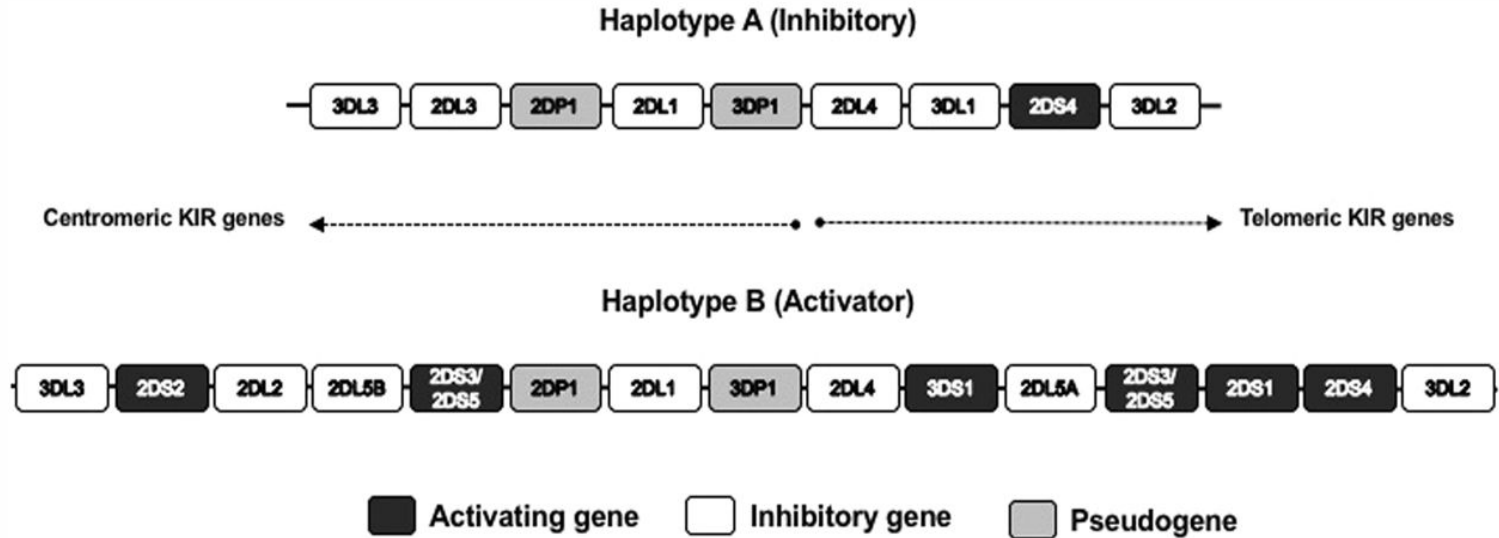 Haplotype A (Inhibitory)
3DL3 2DL3 2DP1 2DL1 3DP1 2DL4 3DL1 2DS4 3DL2
Centromeric KIR genes Telomeric KIR genes
Haplotype B (Activator)
3DL3 2DS2 2DL2 2DL5B 2DS3/ 2DS5 2DP1 2DL1 3DP1 2DL4 3DS1 2DL5A 2DS3/ 2DS5 2DS1 2DS4 3DL2
Activating gene Inhibitory gene Pseudogene